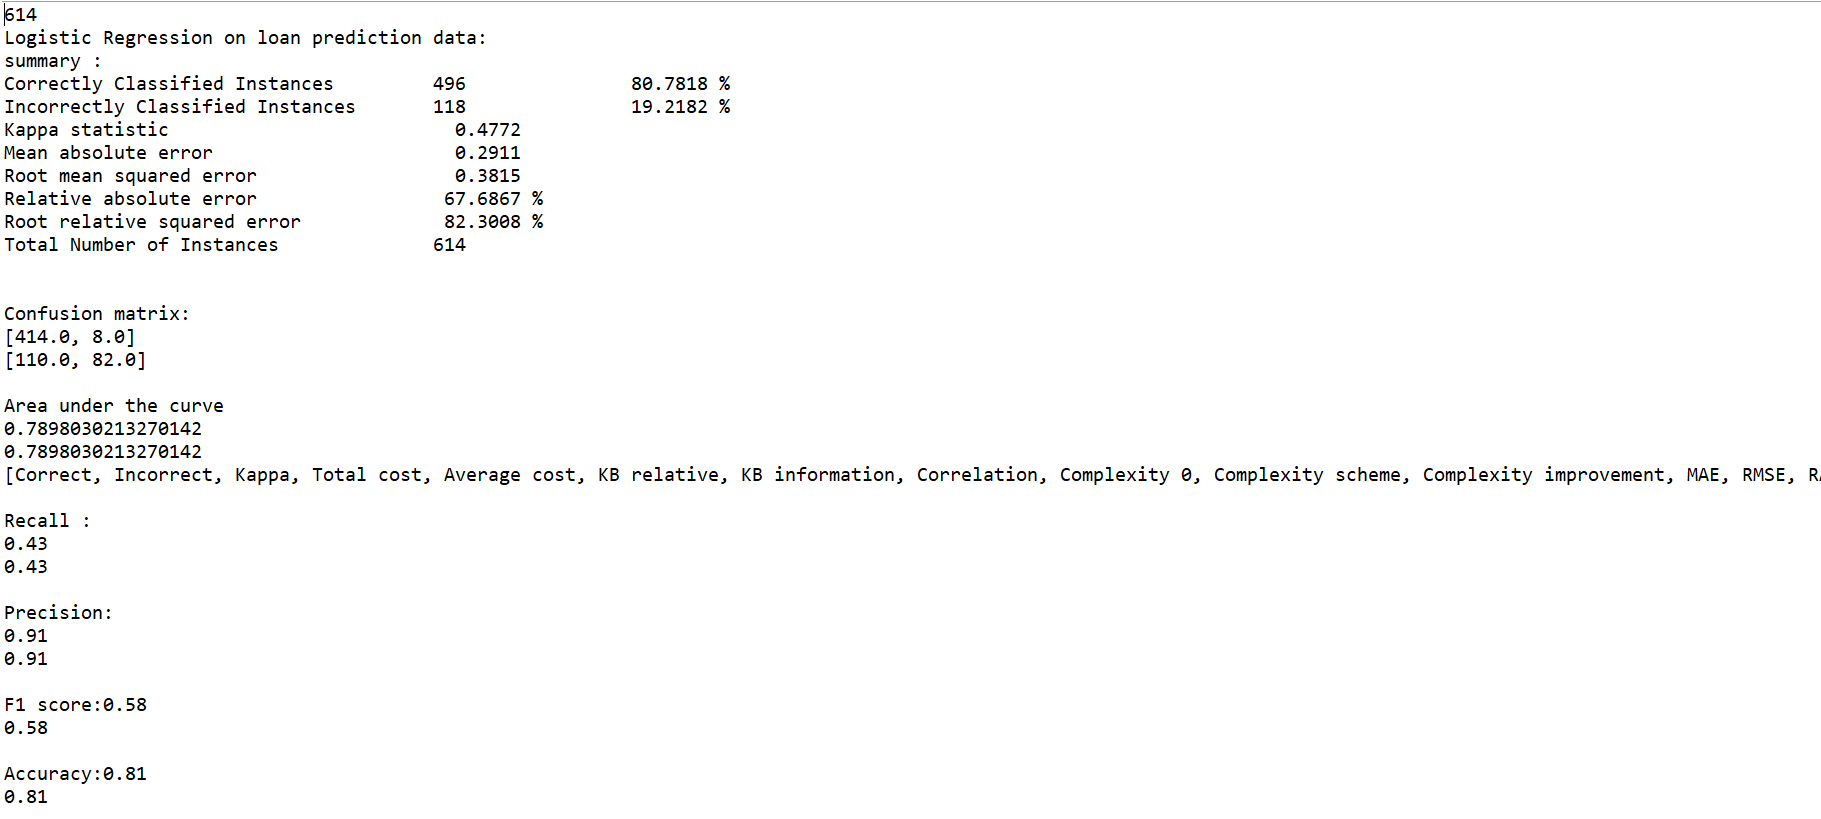 614
Logistic Regression on loan prediction data:
summary :
Correctly Classified Instances 496 80.7818 %
Incorrectly Classified Instances 118 19.2182 %
Kappa statistic 0.4772
Mean absolute error 0.2911
Root mean squared error 0.3815
Relative absolute error 67.6867 %
Root relative squared error 82.3008 %
Total Number of Instances 614
Confusion matrix:
[414.0, 8.0]
[110.0, 82.0]
Area under the curve
0.7898030213270142
0.7898030213270142
[Correct, Incorrect, Kappa, Total cost, Average cost, KB relative, KB information, Correlation, Complexity 0, Complexity scheme, Complexity improvement, MAE, RMSE,
Recall :
0.43
0.43
Precision:
0.91
0.91
F1 score:0.58
0.58
Accuracy:0.81
0.81